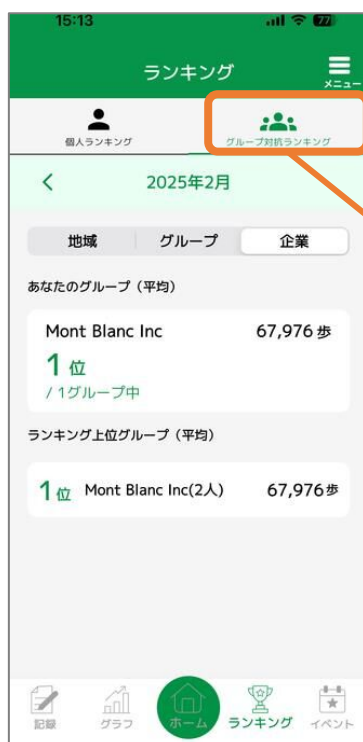 15:13
77
ランキング
メニュー
個人ランキング
グループ対抗ランキング
2025年2月
地域 グループ 企業
あなたのグループ（平均）
Mont Blanc Inc 67,976 歩
1 位
/ 1グループ中
ランキング上位グループ（平均）
1 位 Mont Blanc Inc(2人) 67,976 歩
記録 グラフ ホーム ランキング イベント